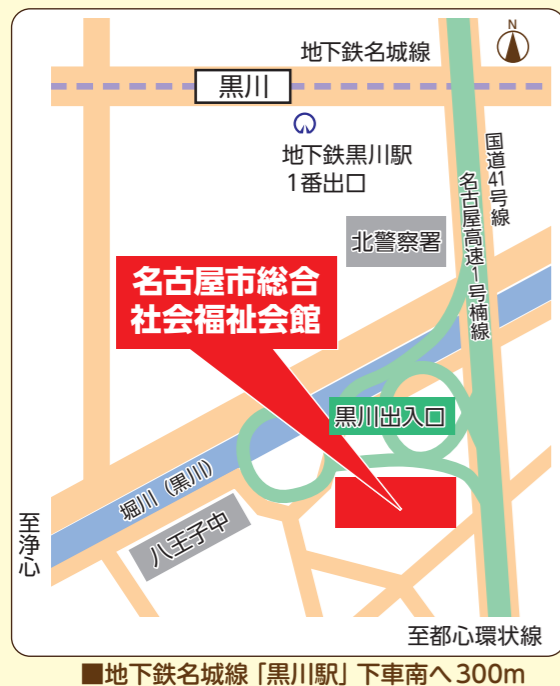 N
地下鉄名城線
黒川
地下鉄黒川駅
1番出口
国道41号線
名古屋高速1号楠線
北警察署
名古屋市総合
社会福祉会館
黒川出入口
堀川（黒川）
八王子中
至浄心
至都心環状線
■地下鉄名城線「黒川駅」下車南へ300m